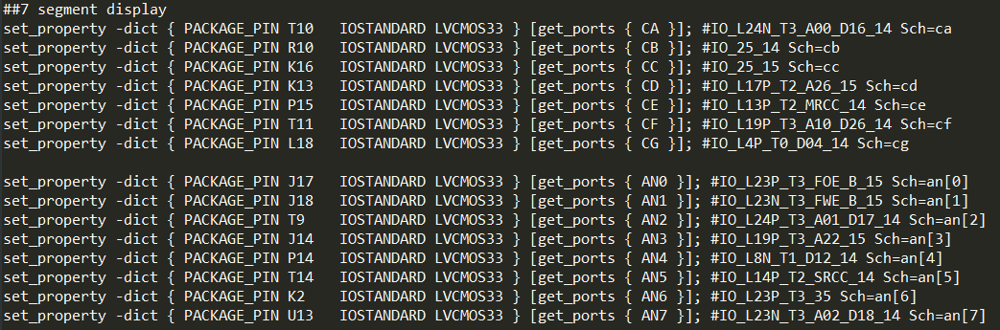 ##7 segment display
set_property -dict { PACKAGE_PIN T10   IOSTANDARD LVCMOS33 } [get_ports { CA }]; #IO_L24N_T3_A00_D16_14 Sch=ca
set_property -dict { PACKAGE_PIN R10   IOSTANDARD LVCMOS33 } [get_ports { CB }]; #IO_25_14 Sch=cb
set_property -dict { PACKAGE_PIN K16   IOSTANDARD LVCMOS33 } [get_ports { CC }]; #IO_25_15 Sch=cc
set_property -dict { PACKAGE_PIN K13   IOSTANDARD LVCMOS33 } [get_ports { CD }]; #IO_L17P_T2_A26_15 Sch=cd
set_property -dict { PACKAGE_PIN P15   IOSTANDARD LVCMOS33 } [get_ports { CE }]; #IO_L13P_T2_MRCC_14 Sch=ce
set_property -dict { PACKAGE_PIN T11   IOSTANDARD LVCMOS33 } [get_ports { CF }]; #IO_L19P_T3_A10_D26_14 Sch=cf
set_property -dict { PACKAGE_PIN L18   IOSTANDARD LVCMOS33 } [get_ports { CG }]; #IO_L4P_T0_D04_14 Sch=cg

set_property -dict { PACKAGE_PIN J17   IOSTANDARD LVCMOS33 } [get_ports { AN0 }]; #IO_L23P_T3_FOE_B_15 Sch=an[0]
set_property -dict { PACKAGE_PIN J18   IOSTANDARD LVCMOS33 } [get_ports { AN1 }]; #IO_L23N_T3_FWE_B_15 Sch=an[1]
set_property -dict { PACKAGE_PIN T9    IOSTANDARD LVCMOS33 } [get_ports { AN2 }]; #IO_L24P_T3_A01_D17_14 Sch=an[2]
set_property -dict { PACKAGE_PIN J14   IOSTANDARD LVCMOS33 } [get_ports { AN3 }]; #IO_L19P_T3_A22_15 Sch=an[3]
set_property -dict { PACKAGE_PIN P14   IOSTANDARD LVCMOS33 } [get_ports { AN4 }]; #IO_L8N_T1_D12_14 Sch=an[4]
set_property -dict { PACKAGE_PIN T14   IOSTANDARD LVCMOS33 } [get_ports { AN5 }]; #IO_L14P_T2_SRCC_14 Sch=an[5]
set_property -dict { PACKAGE_PIN K2    IOSTANDARD LVCMOS33 } [get_ports { AN6 }]; #IO_L23P_T3_35 Sch=an[6]
set_property -dict { PACKAGE_PIN U13   IOSTANDARD LVCMOS33 } [get_ports { AN7 }]; #IO_L23N_T3_A02_D18_14 Sch=an[7]